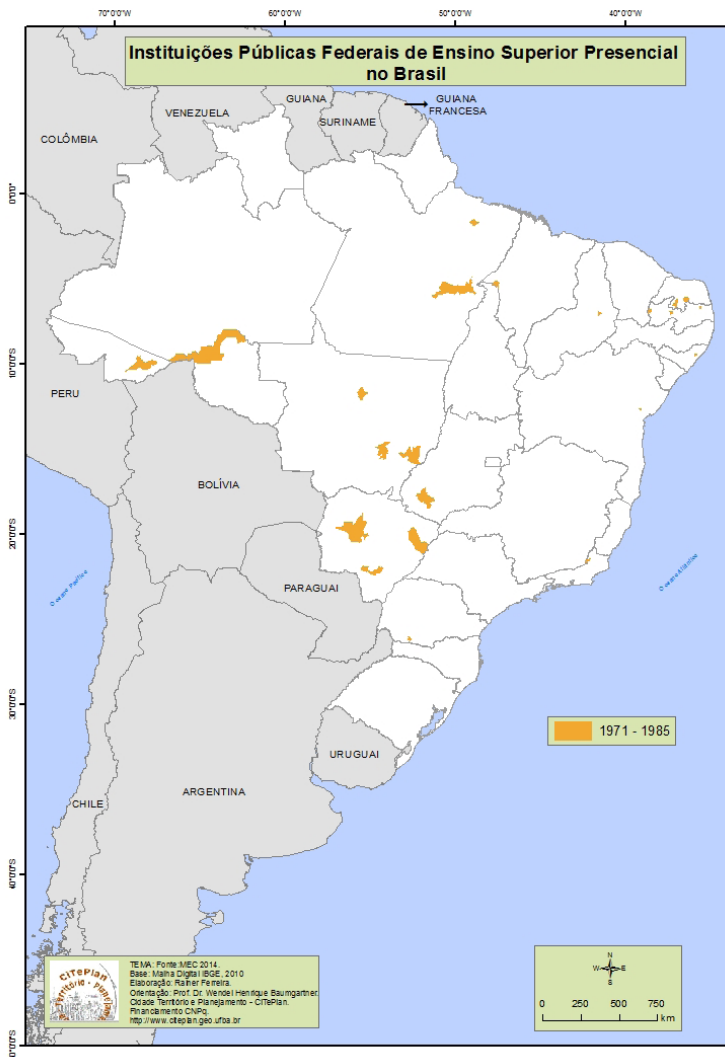 70°0'0"S
60°0'0"S
50°0'0"S
40°0'0"S
Instituições Públicas Federais de Ensino Superior Presencial
no Brasil
GUIANA
GUIANA
FRANCESA
VENEZUELA
SURINAME
COLÔMBIA
0°0'0"
PERU
10°0'0"S
BOLÍVIA
20°0'0"S
Oceano Pacífico
Oceano Atlântico
PARAGUAI
30°0'0"S
1971 - 1985
URUGUAI
ARGENTINA
CHILE
40°0'0"S
CiTePlan
Território - Planejamento
TEMA: Fonte:MEC 2014.
Base: Malha Digital IBGE, 2010
Elaboração: Raiher Ferreira.
Orientação: Prof. Dr. Wendel Henrique Baumgartner.
Cidade Território e Planejamento - CiTePlan.
Financiamento CNPq.
http://www.citeplan.geo.ufba.br
N
W E
S
0 250 500 750
km